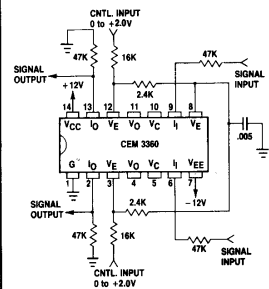 CNTL. INPUT
0 to +2.0V
47K
16K
47K
SIGNAL
OUTPUT
2.4K
SIGNAL
INPUT
+12V
14 13 12 11 10 9 8
VCC IO VE VO VC II VE
CEM 3360
.005
G IO VE VO VC II VEE
1 2 3 4 5 6 7
SIGNAL
OUTPUT
2.4K
-12V
47K
16K
47K
SIGNAL
INPUT
CNTL. INPUT
0 to +2.0V